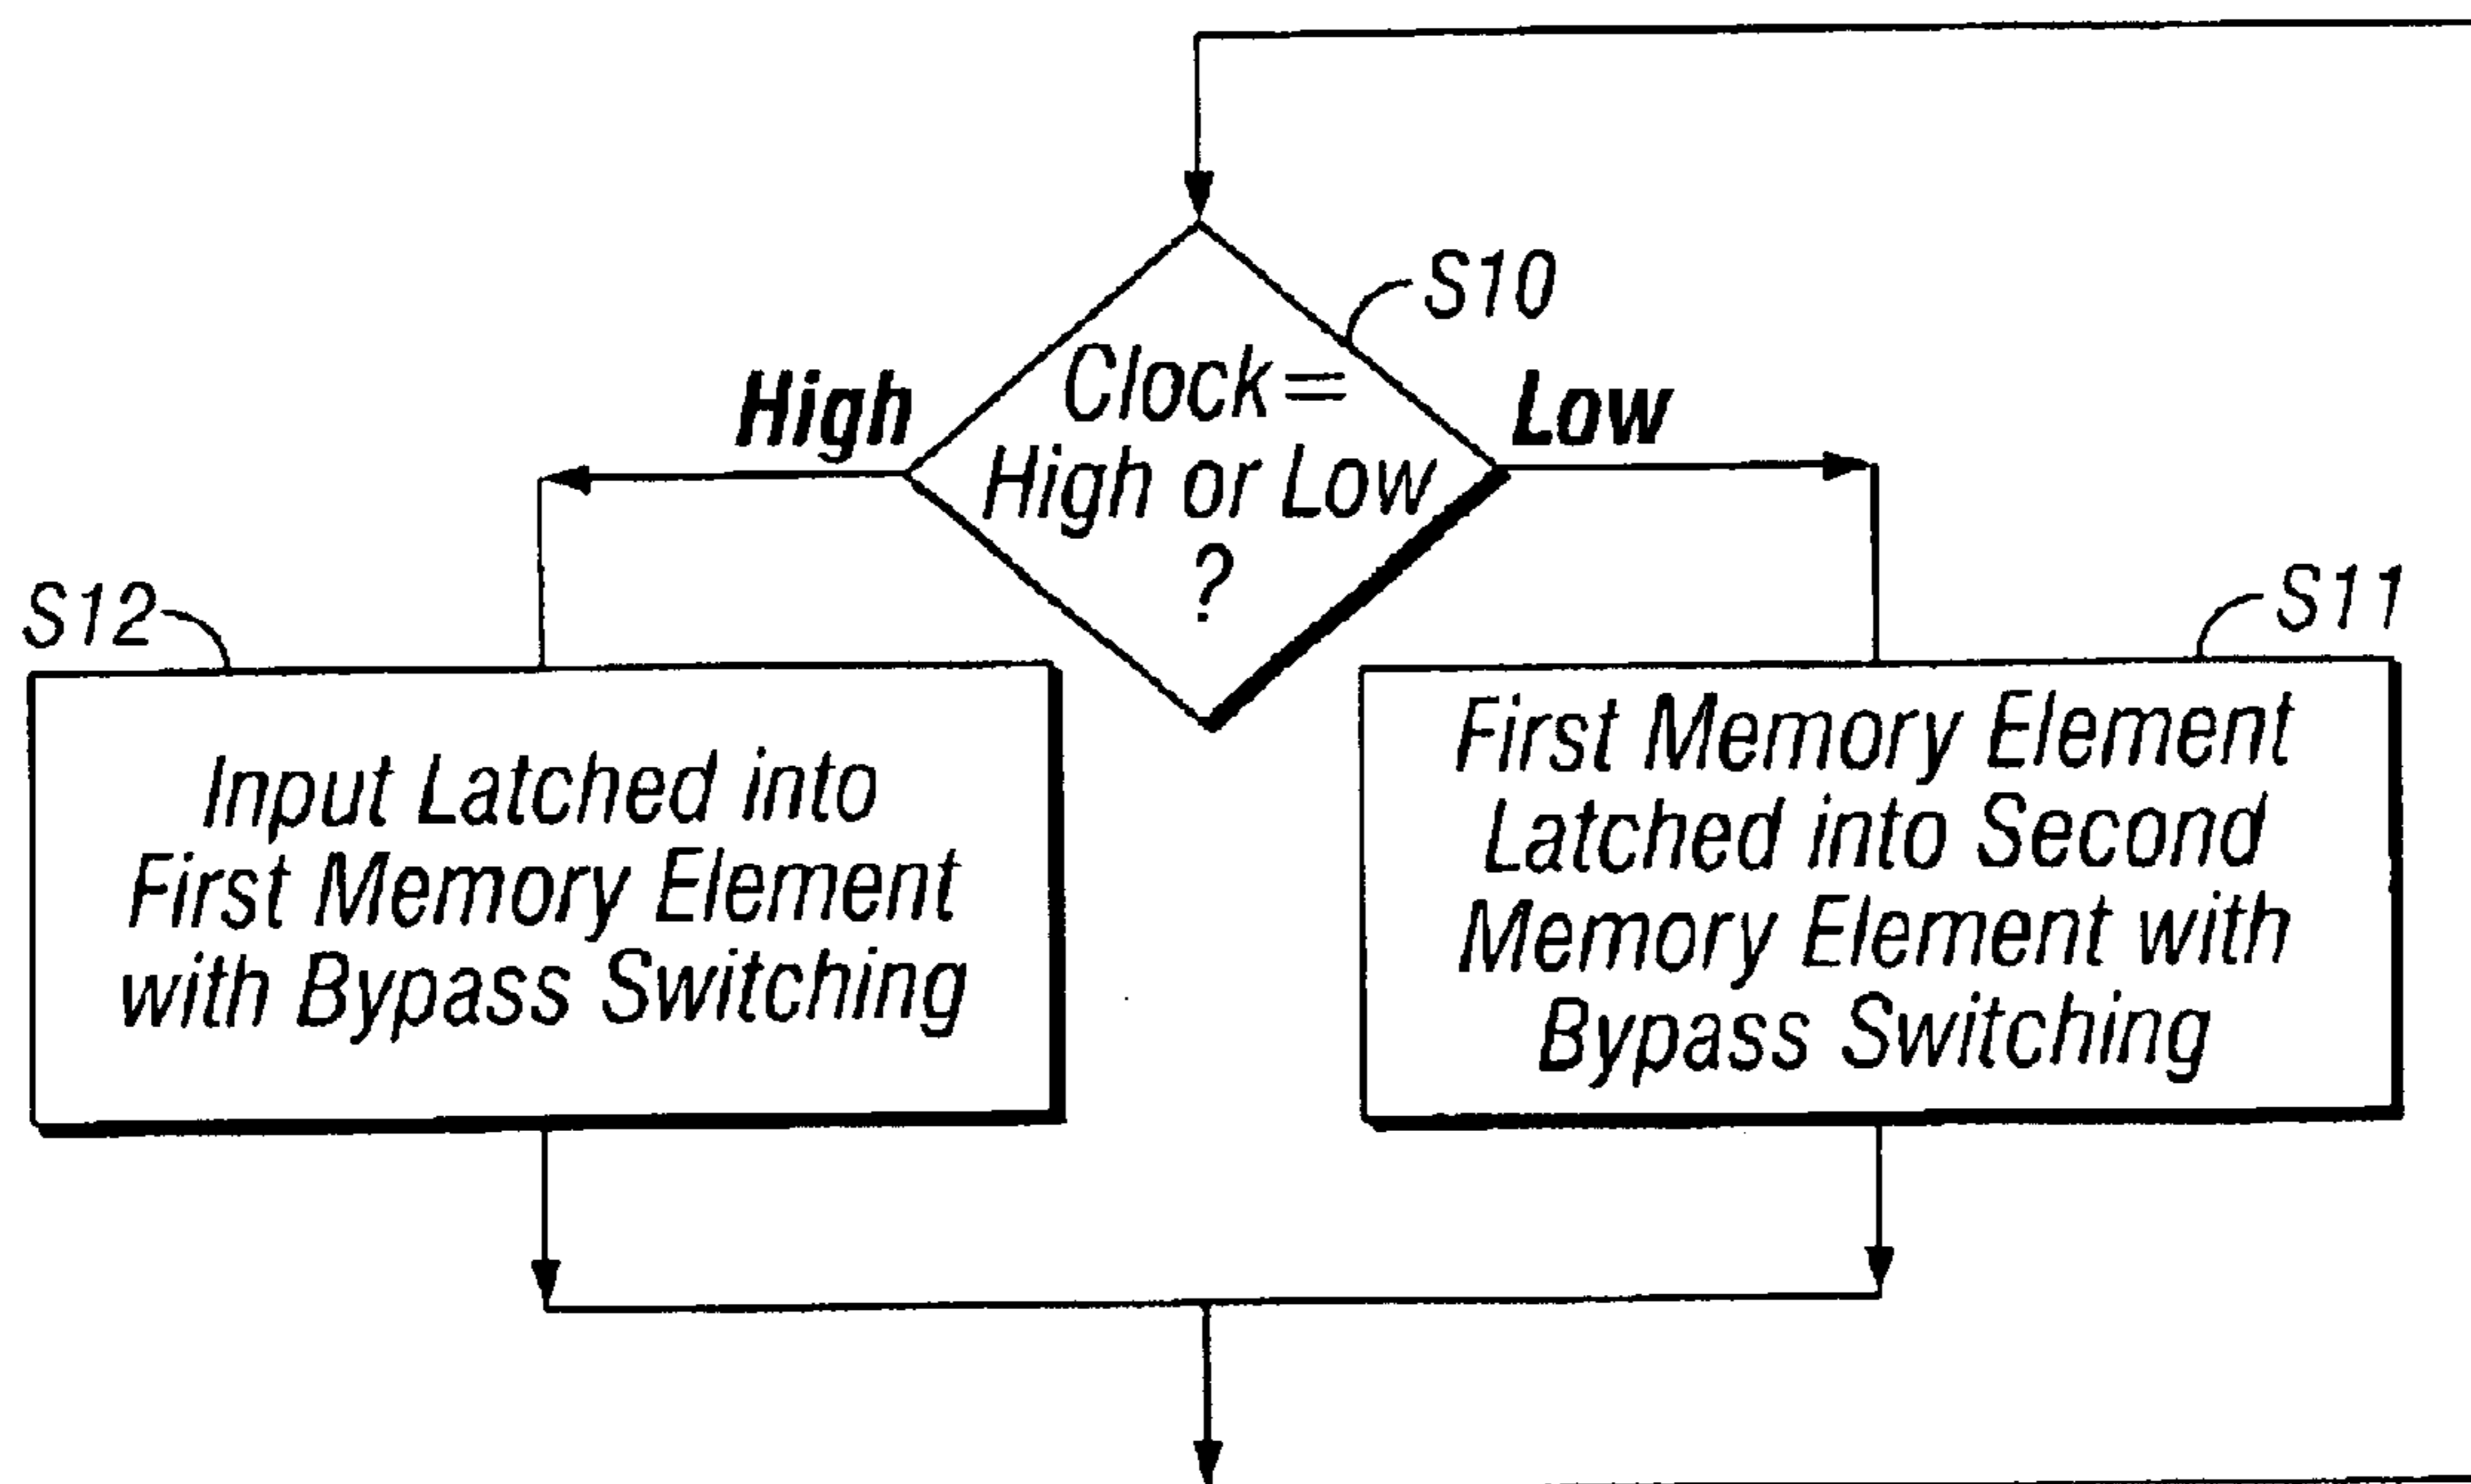 S10
Clock=
High or Low
?
High
Low
S12
Input Latched into
First Memory Element
with Bypass Switching
S11
First Memory Element
Latched into Second
Memory Element with
Bypass Switching